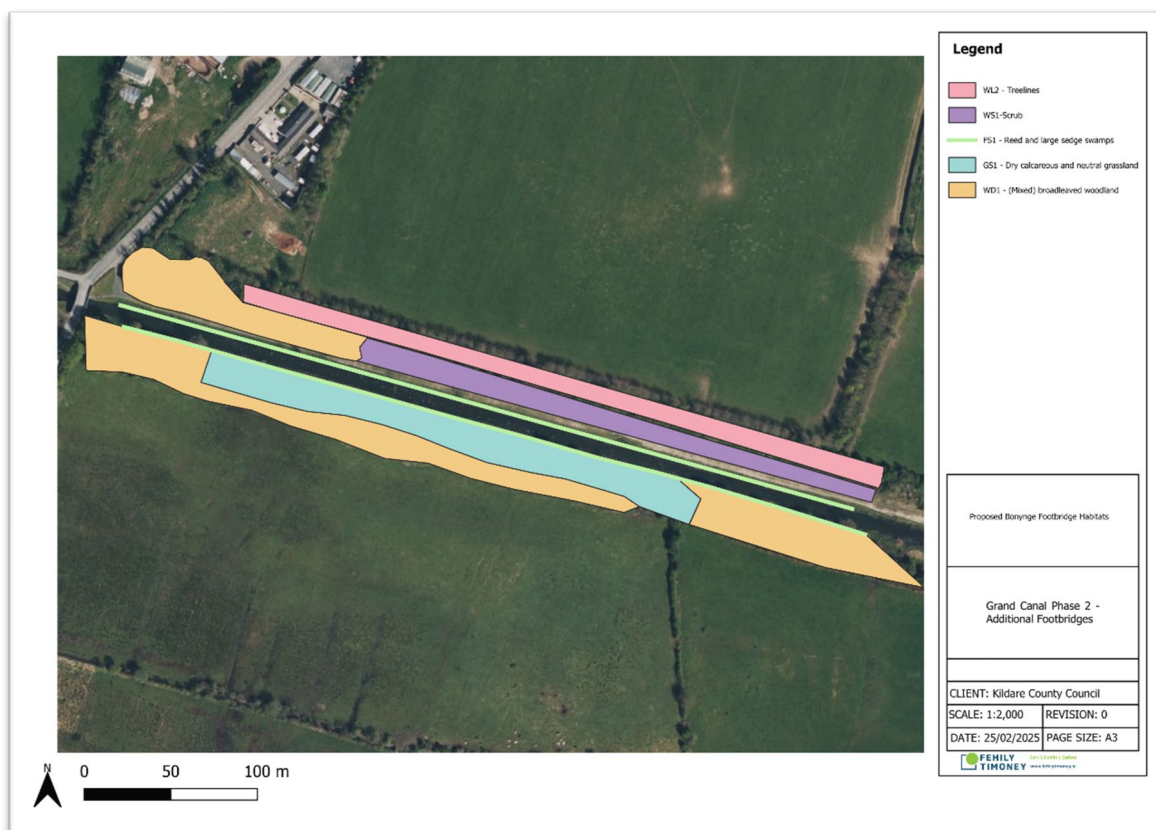 Legend
WL2 - Treelines
WS1-Scrub
FS1 - Reed and large sedge swamps
GS1 - Dry calcareous and neutral grassland
WD1 - (Mixed) broadleaved woodland
Proposed Bonynge Footbridge Habitats
Grand Canal Phase 2 -
Additional Footbridges
CLIENT: Kildare County Council
SCALE: 1:2,000 REVISION: 0
DATE: 25/02/2025 PAGE SIZE: A3
FEHILY
TIMONEY
N 0 50 100 m